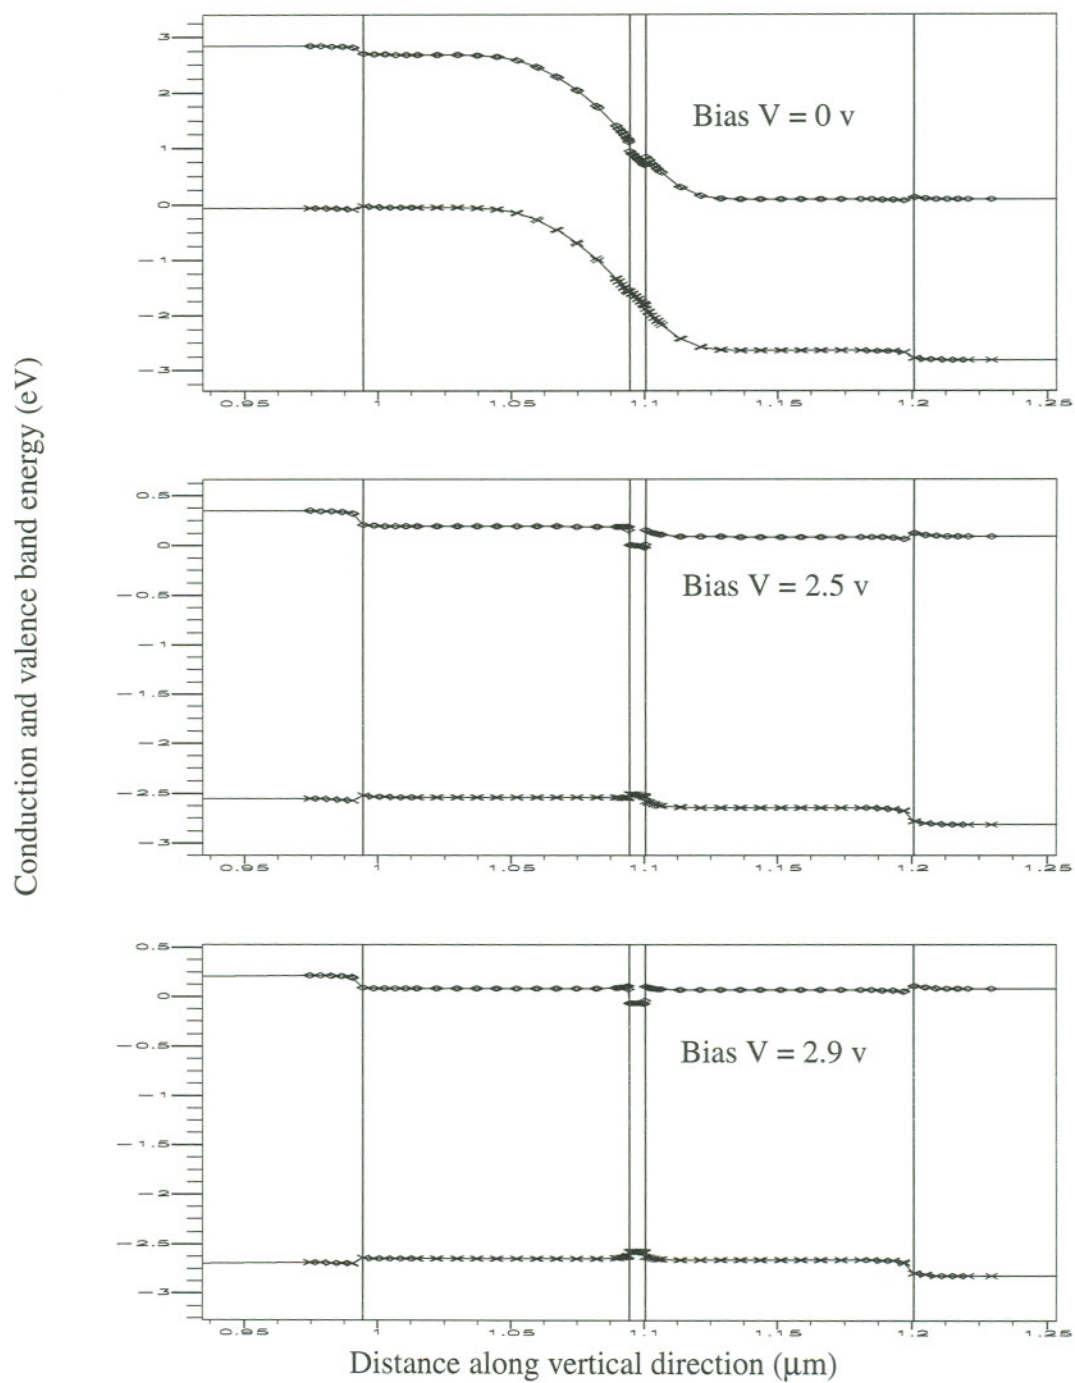 Conduction and valence band energy (eV)
3
2
1
0
−1
−2
−3
Bias V = 0 v
0.95 1 1.05 1.1 1.15 1.2 1.25
0.5
0
−0.5
−1
−1.5
−2
−2.5
−3
Bias V = 2.5 v
0.95 1 1.05 1.1 1.15 1.2 1.25
0.5
0
−0.5
−1
−1.5
−2
−2.5
−3
Bias V = 2.9 v
0.95 1 1.05 1.1 1.15 1.2 1.25
Distance along vertical direction (μm)